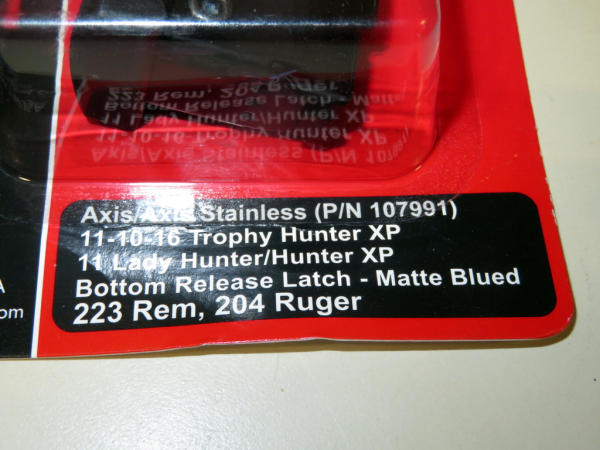 Axis/Axis Stainless (P/N 107991)
11-10-16 Trophy Hunter XP
11 Lady Hunter/Hunter XP
Bottom Release Latch - Matte Blued
223 Rem, 204 Ruger
A
om